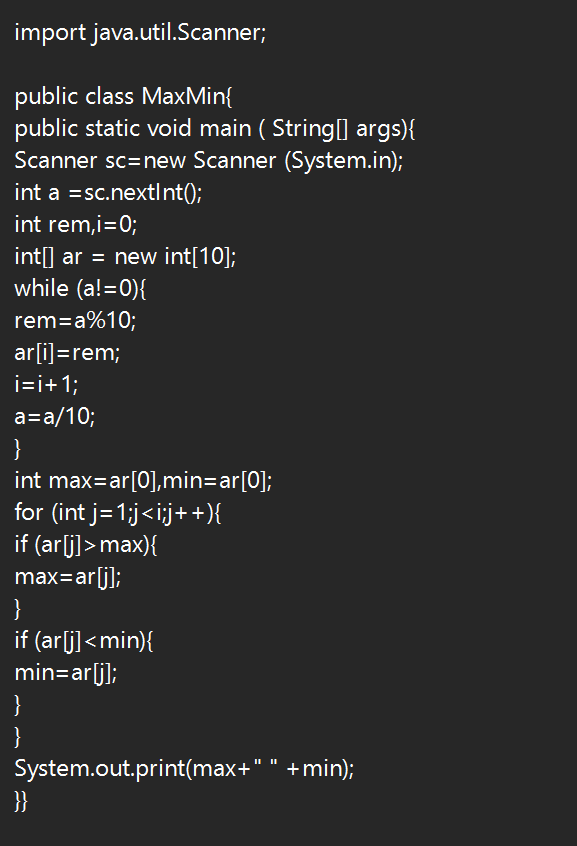 import java.util.Scanner;
public class MaxMin{
public static void main ( String[] args){
Scanner sc=new Scanner (System.in);
int a =sc.nextInt();
int rem,i=0;
int[] ar = new int[10];
while (a!=0){
rem=a%10;
ar[i]=rem;
i=i+1;
a=a/10;
}
int max=ar[0],min=ar[0];
for (int j=1;j<i;j++){
if (ar[j]>max){
max=ar[j];
}
if (ar[j]<min){
min=ar[j];
}
}
System.out.print(max+" " +min);
}}